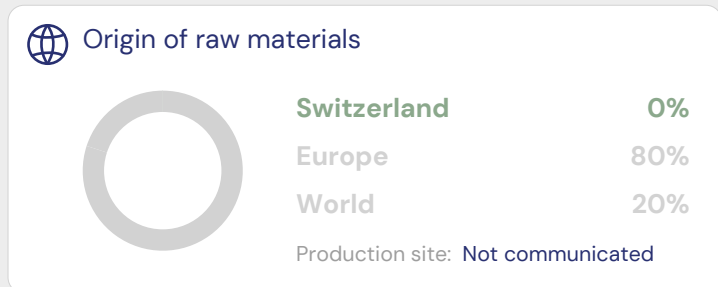 Origin of raw materials
Switzerland 0%
Europe 80%
World 20%
Production site: Not communicated